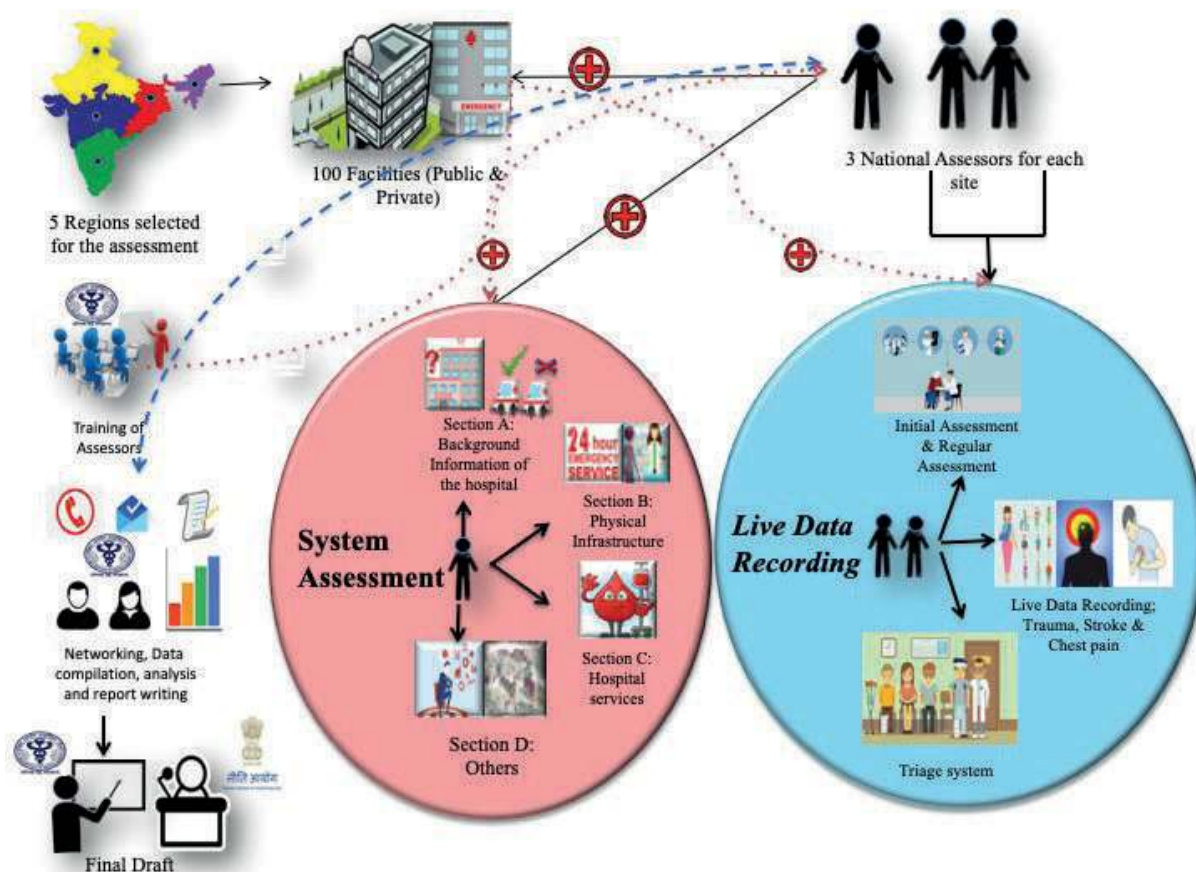 5 Regions selected
for the assessment
100 Facilities (Public &
Private)
EMERGENCY
3 National Assessors for each
site
Training of
Assessors
Networking, Data
compilation, analysis
and report writing
नीति आयोग
Final Draft
System
Assessment
Section A:
Background
Information of
the hospital
24 hour
EMERGENCY
SERVICE
Section B:
Physical
Infrastructure
Section C:
Hospital
services
Section D:
Others
Live Data
Recording
Initial Assessment
& Regular
Assessment
Live Data Recording;
Trauma, Stroke &
Chest pain
Triage system